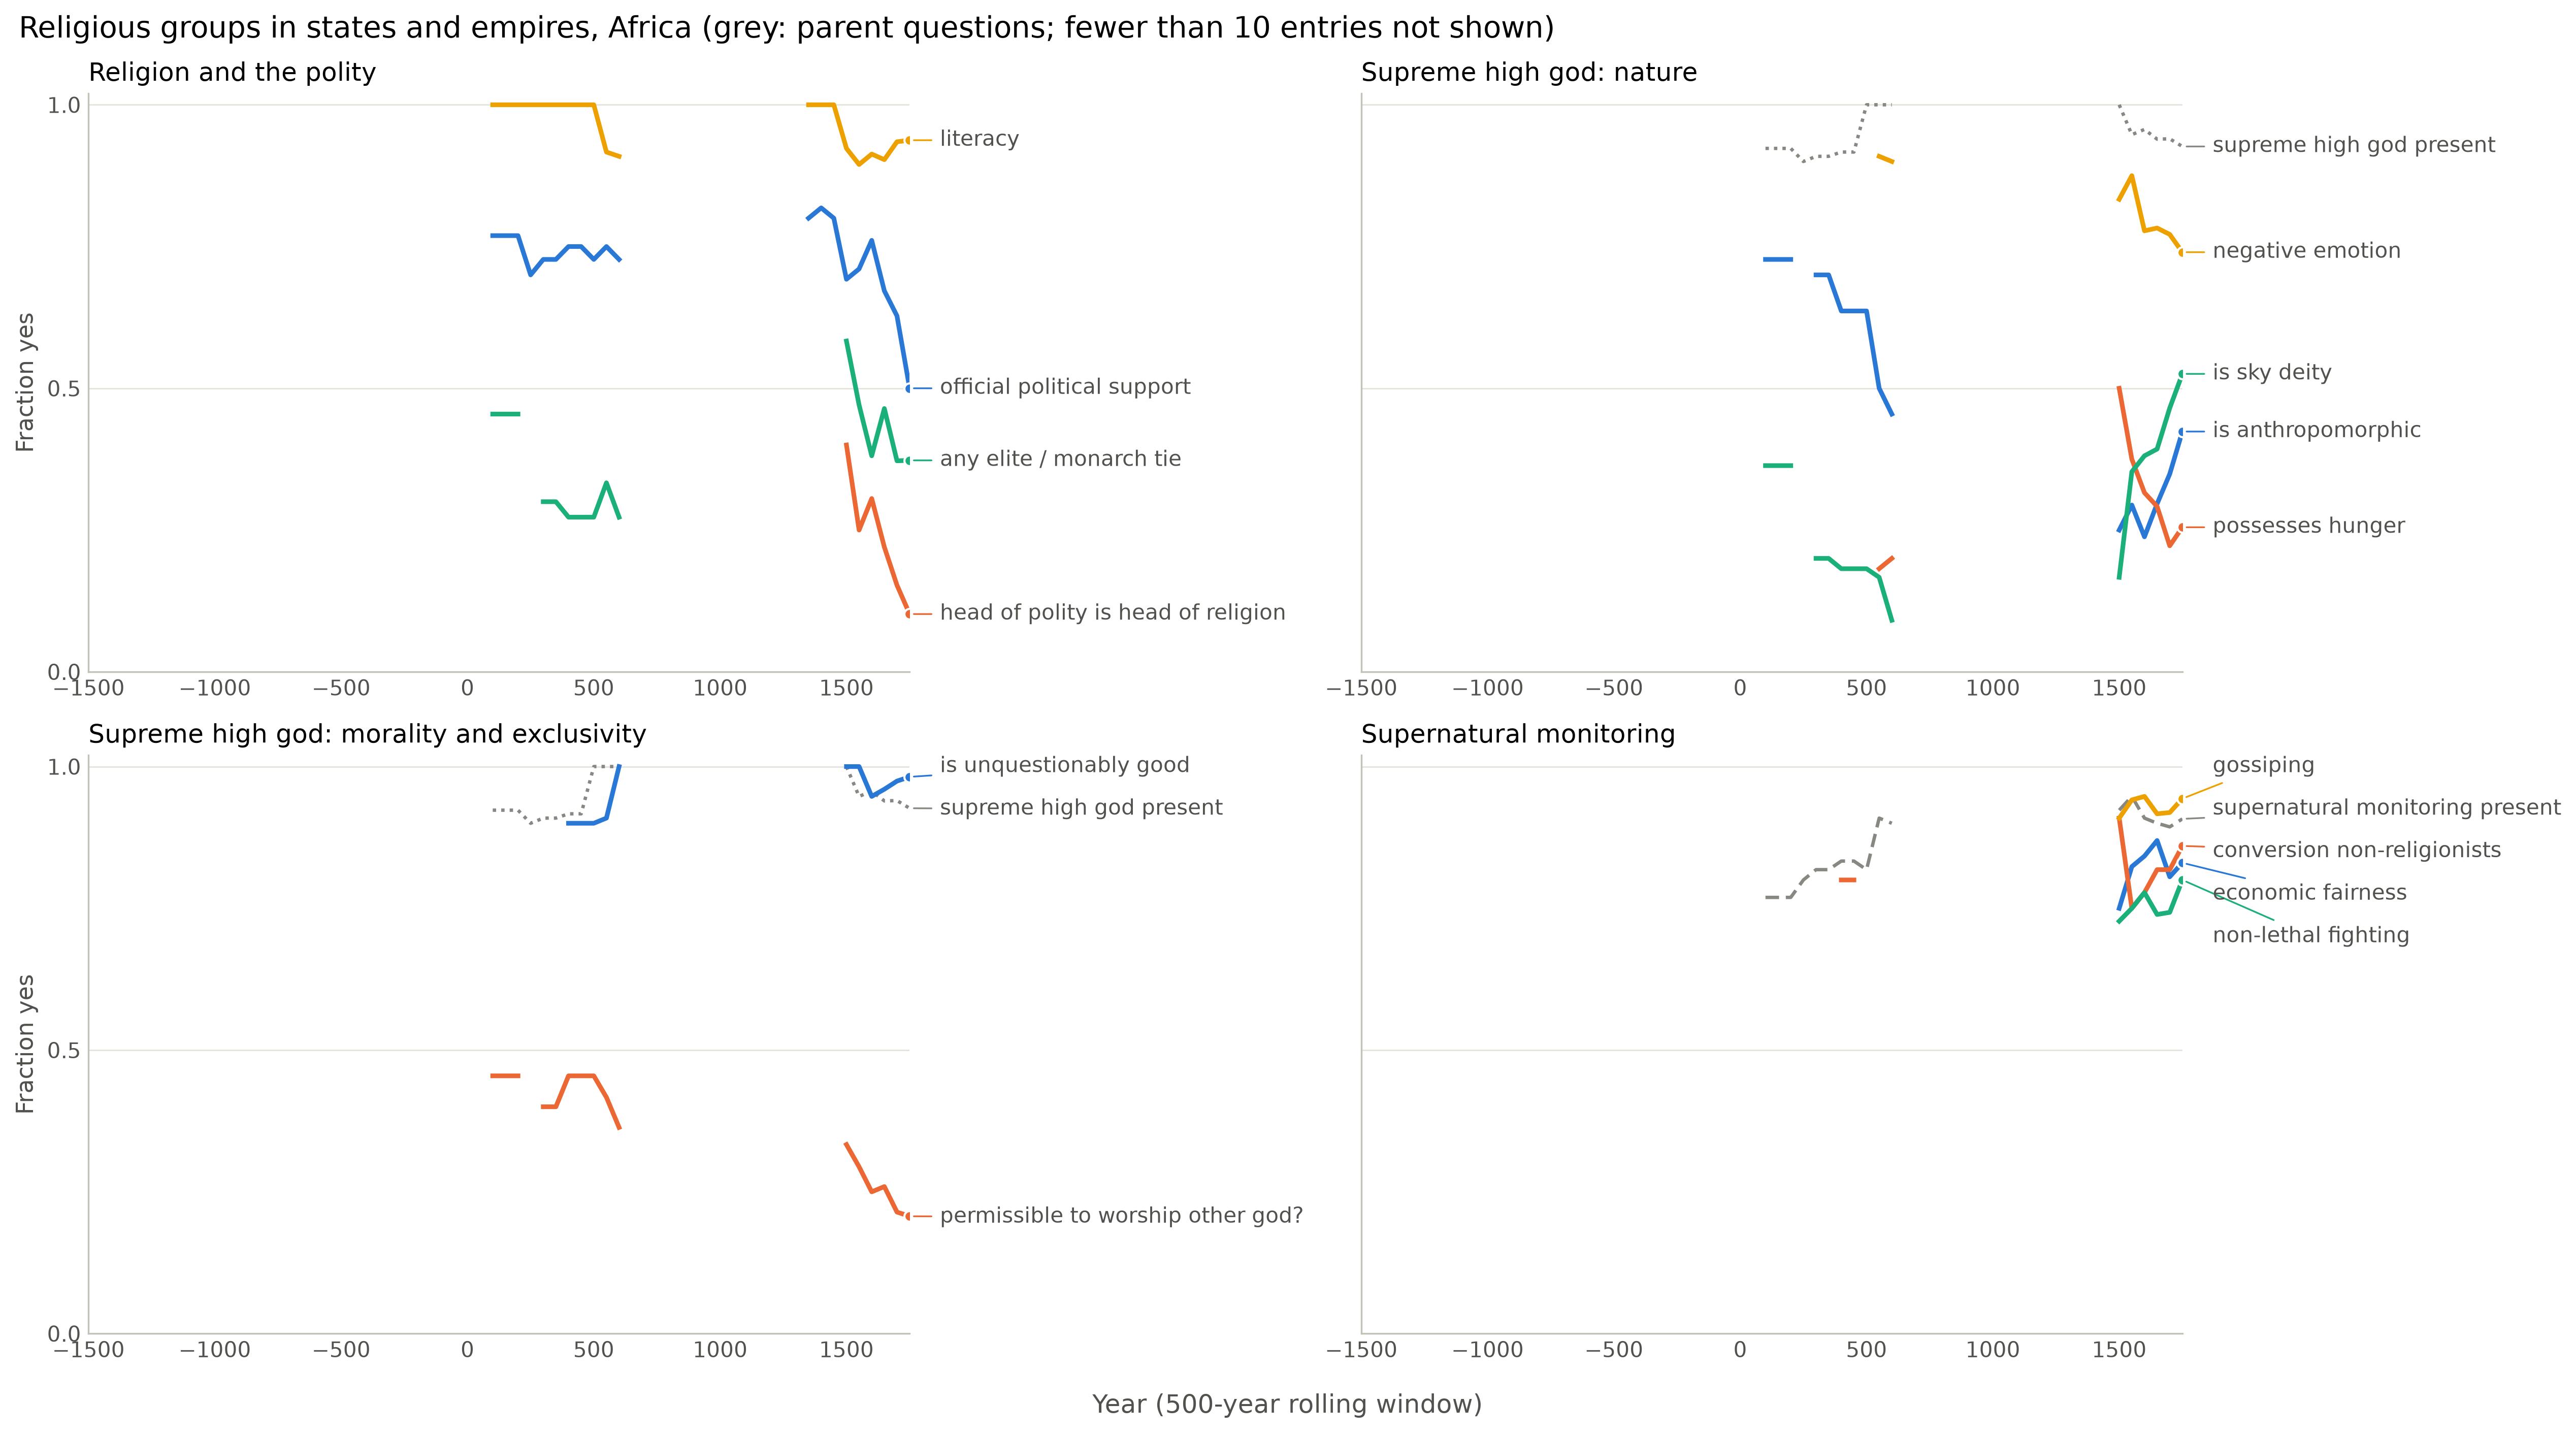 Religious groups in states and empires, Africa (grey: parent questions; fewer than 10 entries not shown)
Religion and the polity
Fraction yes
1.0
0.5
0.0
−1500 −1000 −500 0 500 1000 1500
literacy
official political support
any elite / monarch tie
head of polity is head of religion
Supreme high god: nature
−1500 −1000 −500 0 500 1000 1500
supreme high god present
negative emotion
is sky deity
is anthropomorphic
possesses hunger
Supreme high god: morality and exclusivity
Fraction yes
1.0
0.5
0.0
−1500 −1000 −500 0 500 1000 1500
is unquestionably good
supreme high god present
permissible to worship other god?
Supernatural monitoring
−1500 −1000 −500 0 500 1000 1500
gossiping
supernatural monitoring present
conversion non-religionists
economic fairness
non-lethal fighting
Year (500-year rolling window)